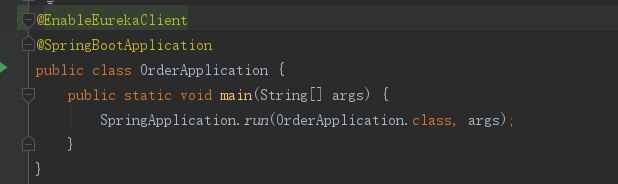 @EnableEurekaClient
@SpringBootApplication
public class OrderApplication {
    public static void main(String[] args) {
        SpringApplication.run(OrderApplication.class, args);
    }
}